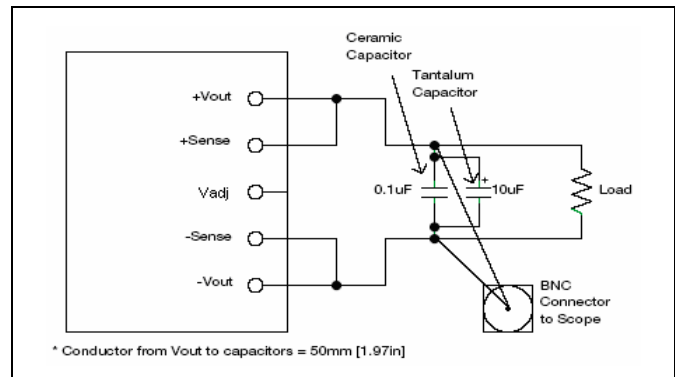 Ceramic
Capacitor
Tantalum
Capacitor
+Vout
+Sense
Vadj
-Sense
-Vout
+
0.1uF
10uF
Load
BNC
Connector
to Scope
* Conductor from Vout to capacitors = 50mm [1.97in]